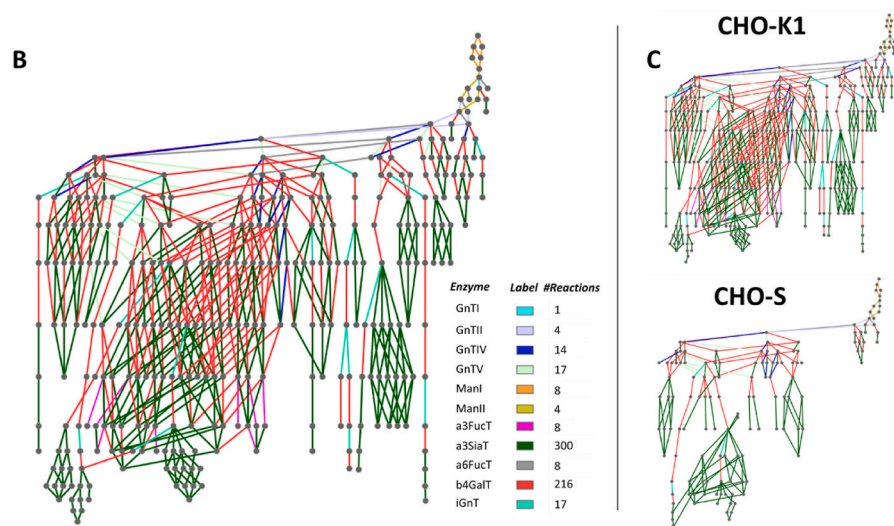 B
Enzyme Label #Reactions
GnTI 1
GnTII 4
GnTIV 14
GnTV 17
ManI 8
ManII 4
a3FucT 8
a3SiaT 300
a6FucT 8
b4GalT 216
iGnT 17
CHO-K1
C
CHO-S